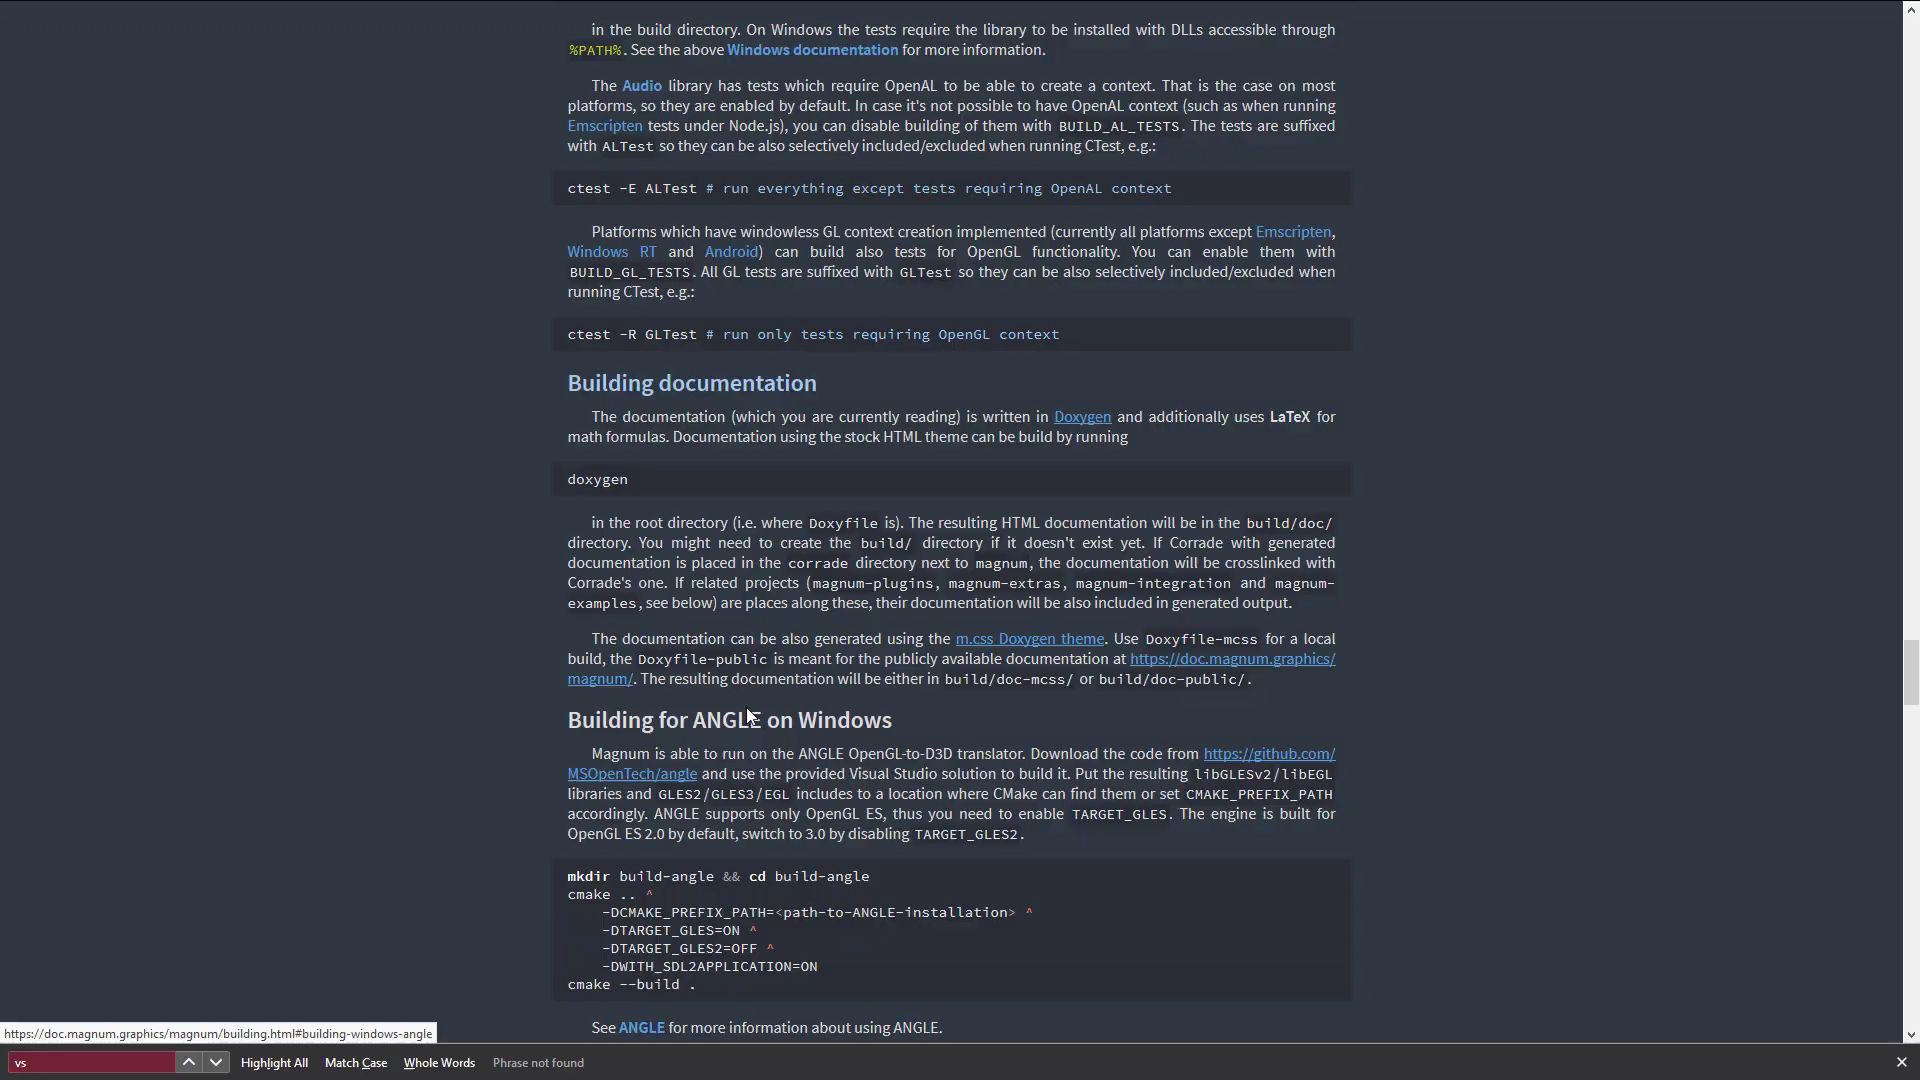 in the build directory. On Windows the tests require the library to be installed with DLLs accessible through
%PATH%. See the above Windows documentation for more information.
The Audio library has tests which require OpenAL to be able to create a context. That is the case on most
platforms, so they are enabled by default. In case it's not possible to have OpenAL context (such as when running
Emscripten tests under Node.js), you can disable building of them with BUILD_AL_TESTS. The tests are suffixed
with ALTest so they can be also selectively included/excluded when running CTest, e.g.:
ctest -E ALTest # run everything except tests requiring OpenAL context
Platforms which have windowless GL context creation implemented (currently all platforms except Emscripten,
Windows RT and Android) can build also tests for OpenGL functionality. You can enable them with
BUILD_GL_TESTS. All GL tests are suffixed with GLTest so they can be also selectively included/excluded when
running CTest, e.g.:
ctest -R GLTest # run only tests requiring OpenGL context
Building documentation
The documentation (which you are currently reading) is written in Doxygen and additionally uses LaTeX for
math formulas. Documentation using the stock HTML theme can be build by running
doxygen
in the root directory (i.e. where Doxyfile is). The resulting HTML documentation will be in the build/doc/
directory. You might need to create the build/ directory if it doesn't exist yet. If Corrade with generated
documentation is placed in the corrade directory next to magnum, the documentation will be crosslinked with
Corrade's one. If related projects (magnum-plugins, magnum-extras, magnum-integration and magnum-
examples, see below) are places along these, their documentation will be also included in generated output.
The documentation can be also generated using the m.css Doxygen theme. Use Doxyfile-mcss for a local
build, the Doxyfile-public is meant for the publicly available documentation at https://doc.magnum.graphics/
magnum/. The resulting documentation will be either in build/doc-mcss/ or build/doc-public/.
Building for ANGLE on Windows
Magnum is able to run on the ANGLE OpenGL-to-D3D translator. Download the code from https://github.com/
MSOpenTech/angle and use the provided Visual Studio solution to build it. Put the resulting libGLESv2/libEGL
libraries and GLES2/GLES3/EGL includes to a location where CMake can find them or set CMAKE_PREFIX_PATH
accordingly. ANGLE supports only OpenGL ES, thus you need to enable TARGET_GLES. The engine is built for
OpenGL ES 2.0 by default, switch to 3.0 by disabling TARGET_GLES2.
mkdir build-angle && cd build-angle
cmake .. ^
-DCMAKE_PREFIX_PATH=<path-to-ANGLE-installation> ^
-DTARGET_GLES=ON ^
-DTARGET_GLES2=OFF ^
-DWITH_SDL2APPLICATION=ON
cmake --build .
See ANGLE for more information about using ANGLE.
https://doc.magnum.graphics/magnum/building.html#building-windows-angle
vs Highlight All Match Case Whole Words Phrase not found